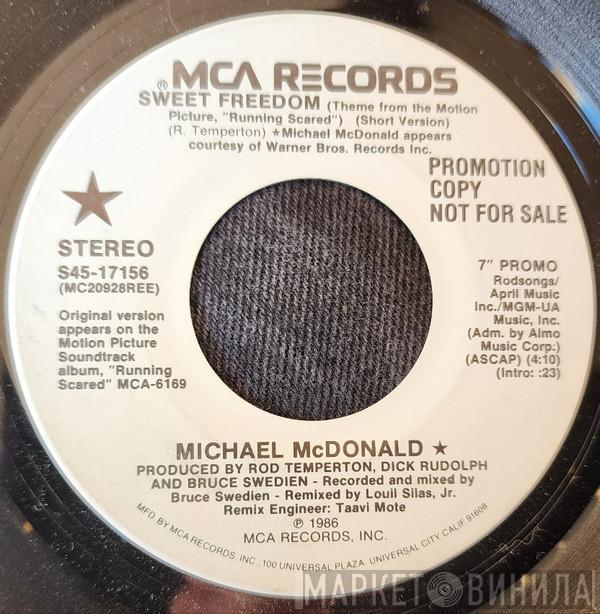 ® MCA RECORDS
SWEET FREEDOM (Theme from the Motion
Picture, "Running Scared") (Short Version)
(R. Temperton) ★Michael McDonald appears
courtesy of Warner Bros. Records Inc.
PROMOTION
COPY
NOT FOR SALE
STEREO
S45-17156
(MC20928REE)
Original version
appears on the
Motion Picture
Soundtrack
album, "Running
Scared" MCA-6169
7" PROMO
Rodsongs/
April Music
Inc./MGM-UA
Music, Inc.
(Adm. by Almo
Music Corp.)
(ASCAP) (4:10)
(Intro: :23)
MICHAEL McDONALD ★
PRODUCED BY ROD TEMPERTON, DICK RUDOLPH
AND BRUCE SWEDIEN - Recorded and mixed by
Bruce Swedien - Remixed by Louil Silas, Jr.
Remix Engineer: Taavi Mote
℗ 1986
MCA RECORDS, INC.
MFD BY MCA RECORDS, INC., 100 UNIVERSAL PLAZA, UNIVERSAL CITY, CALIF 91608
МАРКЕТ ВИНИЛА